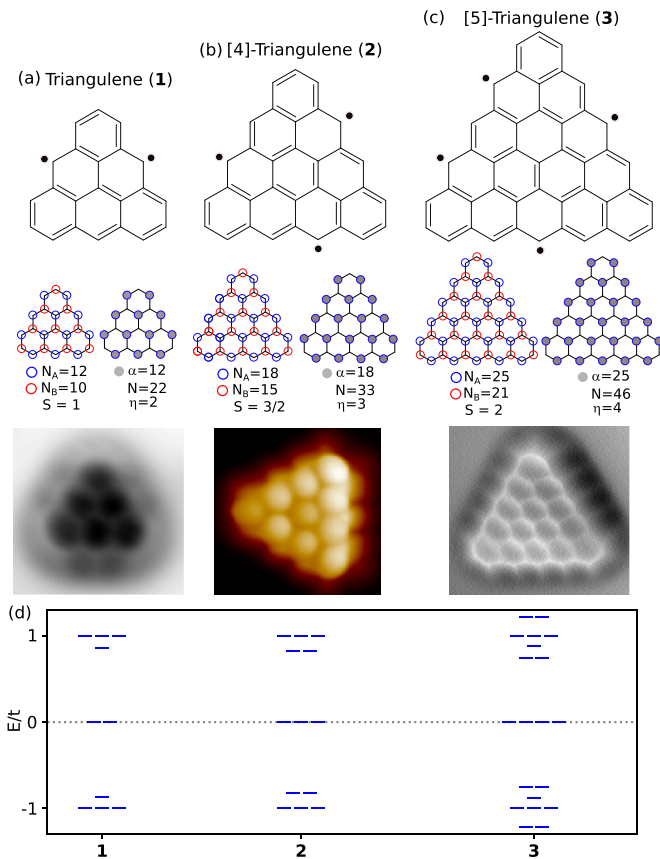 (a) Triangulene (1)
(b) [4]-Triangulene (2)
(c) [5]-Triangulene (3)
N_A=12
N_B=10
S = 1
α=12
N=22
η=2
N_A=18
N_B=15
S = 3/2
α=18
N=33
η=3
N_A=25
N_B=21
S = 2
α=25
N=46
η=4
(d)
E/t
1
0
-1
1
2
3